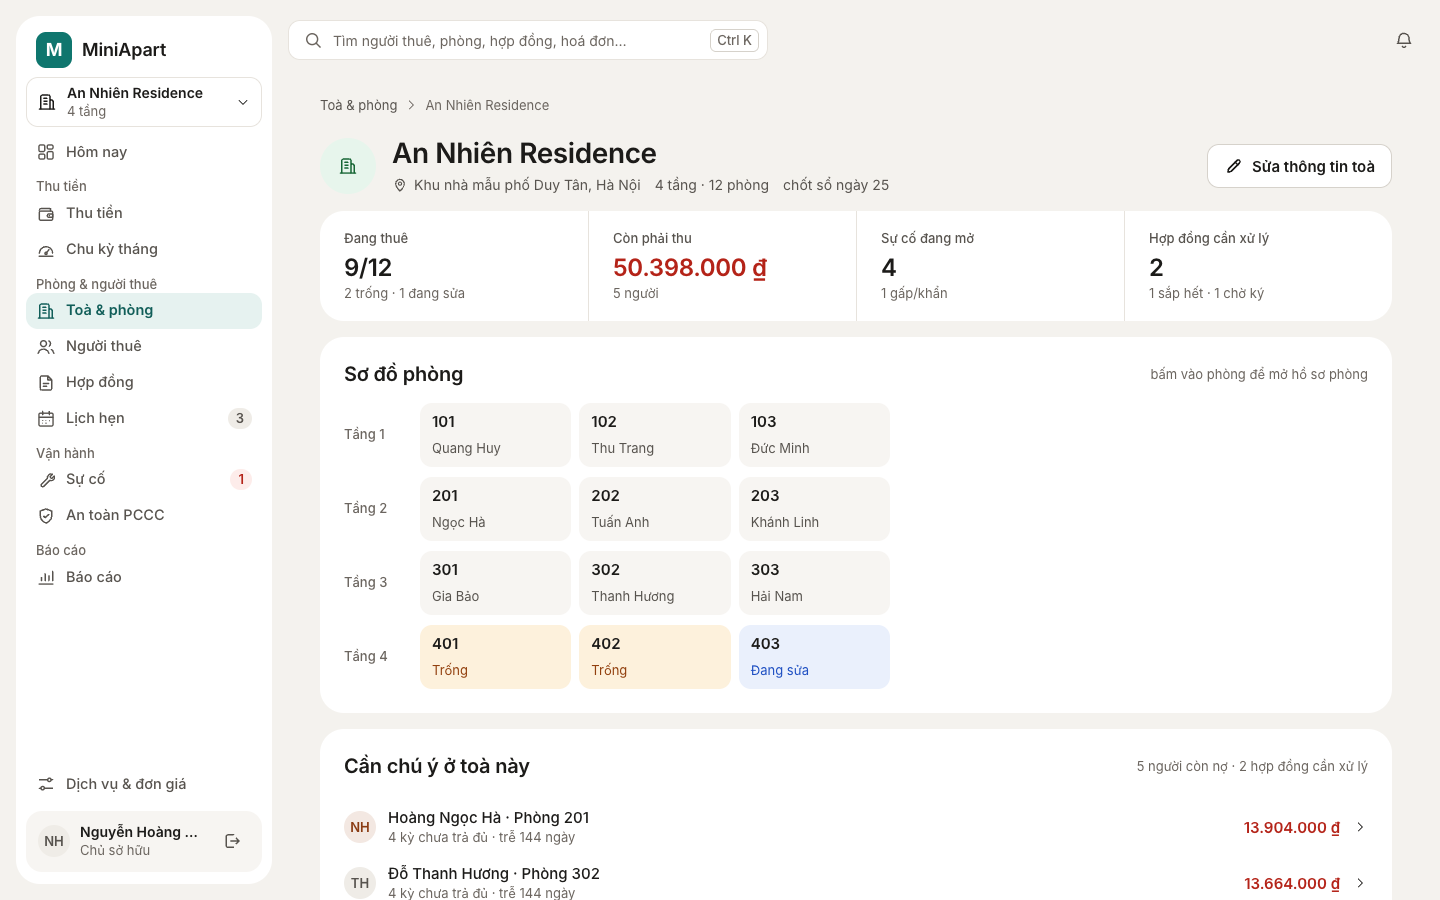 M MiniApart
An Nhiên Residence
4 tầng
Hôm nay
Thu tiền
Thu tiền
Chu kỳ tháng
Phòng & người thuê
Toà & phòng
Người thuê
Hợp đồng
Lịch hẹn 3
Vận hành
Sự cố 1
An toàn PCCC
Báo cáo
Báo cáo
Dịch vụ & đơn giá
NH Nguyễn Hoàng ...
Chủ sở hữu
Tìm người thuê, phòng, hợp đồng, hoá đơn... Ctrl K
Toà & phòng > An Nhiên Residence
An Nhiên Residence
Khu nhà mẫu phố Duy Tân, Hà Nội 4 tầng · 12 phòng chốt sổ ngày 25
Sửa thông tin toà
Đang thuê
9/12
2 trống · 1 đang sửa
Còn phải thu
50.398.000 ₫
5 người
Sự cố đang mở
4
1 gấp/khẩn
Hợp đồng cần xử lý
2
1 sắp hết · 1 chờ ký
Sơ đồ phòng
bấm vào phòng để mở hồ sơ phòng
Tầng 1
101
Quang Huy
102
Thu Trang
103
Đức Minh
Tầng 2
201
Ngọc Hà
202
Tuấn Anh
203
Khánh Linh
Tầng 3
301
Gia Bảo
302
Thanh Hương
303
Hải Nam
Tầng 4
401
Trống
402
Trống
403
Đang sửa
Cần chú ý ở toà này
5 người còn nợ · 2 hợp đồng cần xử lý
NH Hoàng Ngọc Hà · Phòng 201
4 kỳ chưa trả đủ · trễ 144 ngày
13.904.000 ₫
TH Đỗ Thanh Hương · Phòng 302
4 kỳ chưa trả đủ · trễ 144 ngày
13.664.000 ₫